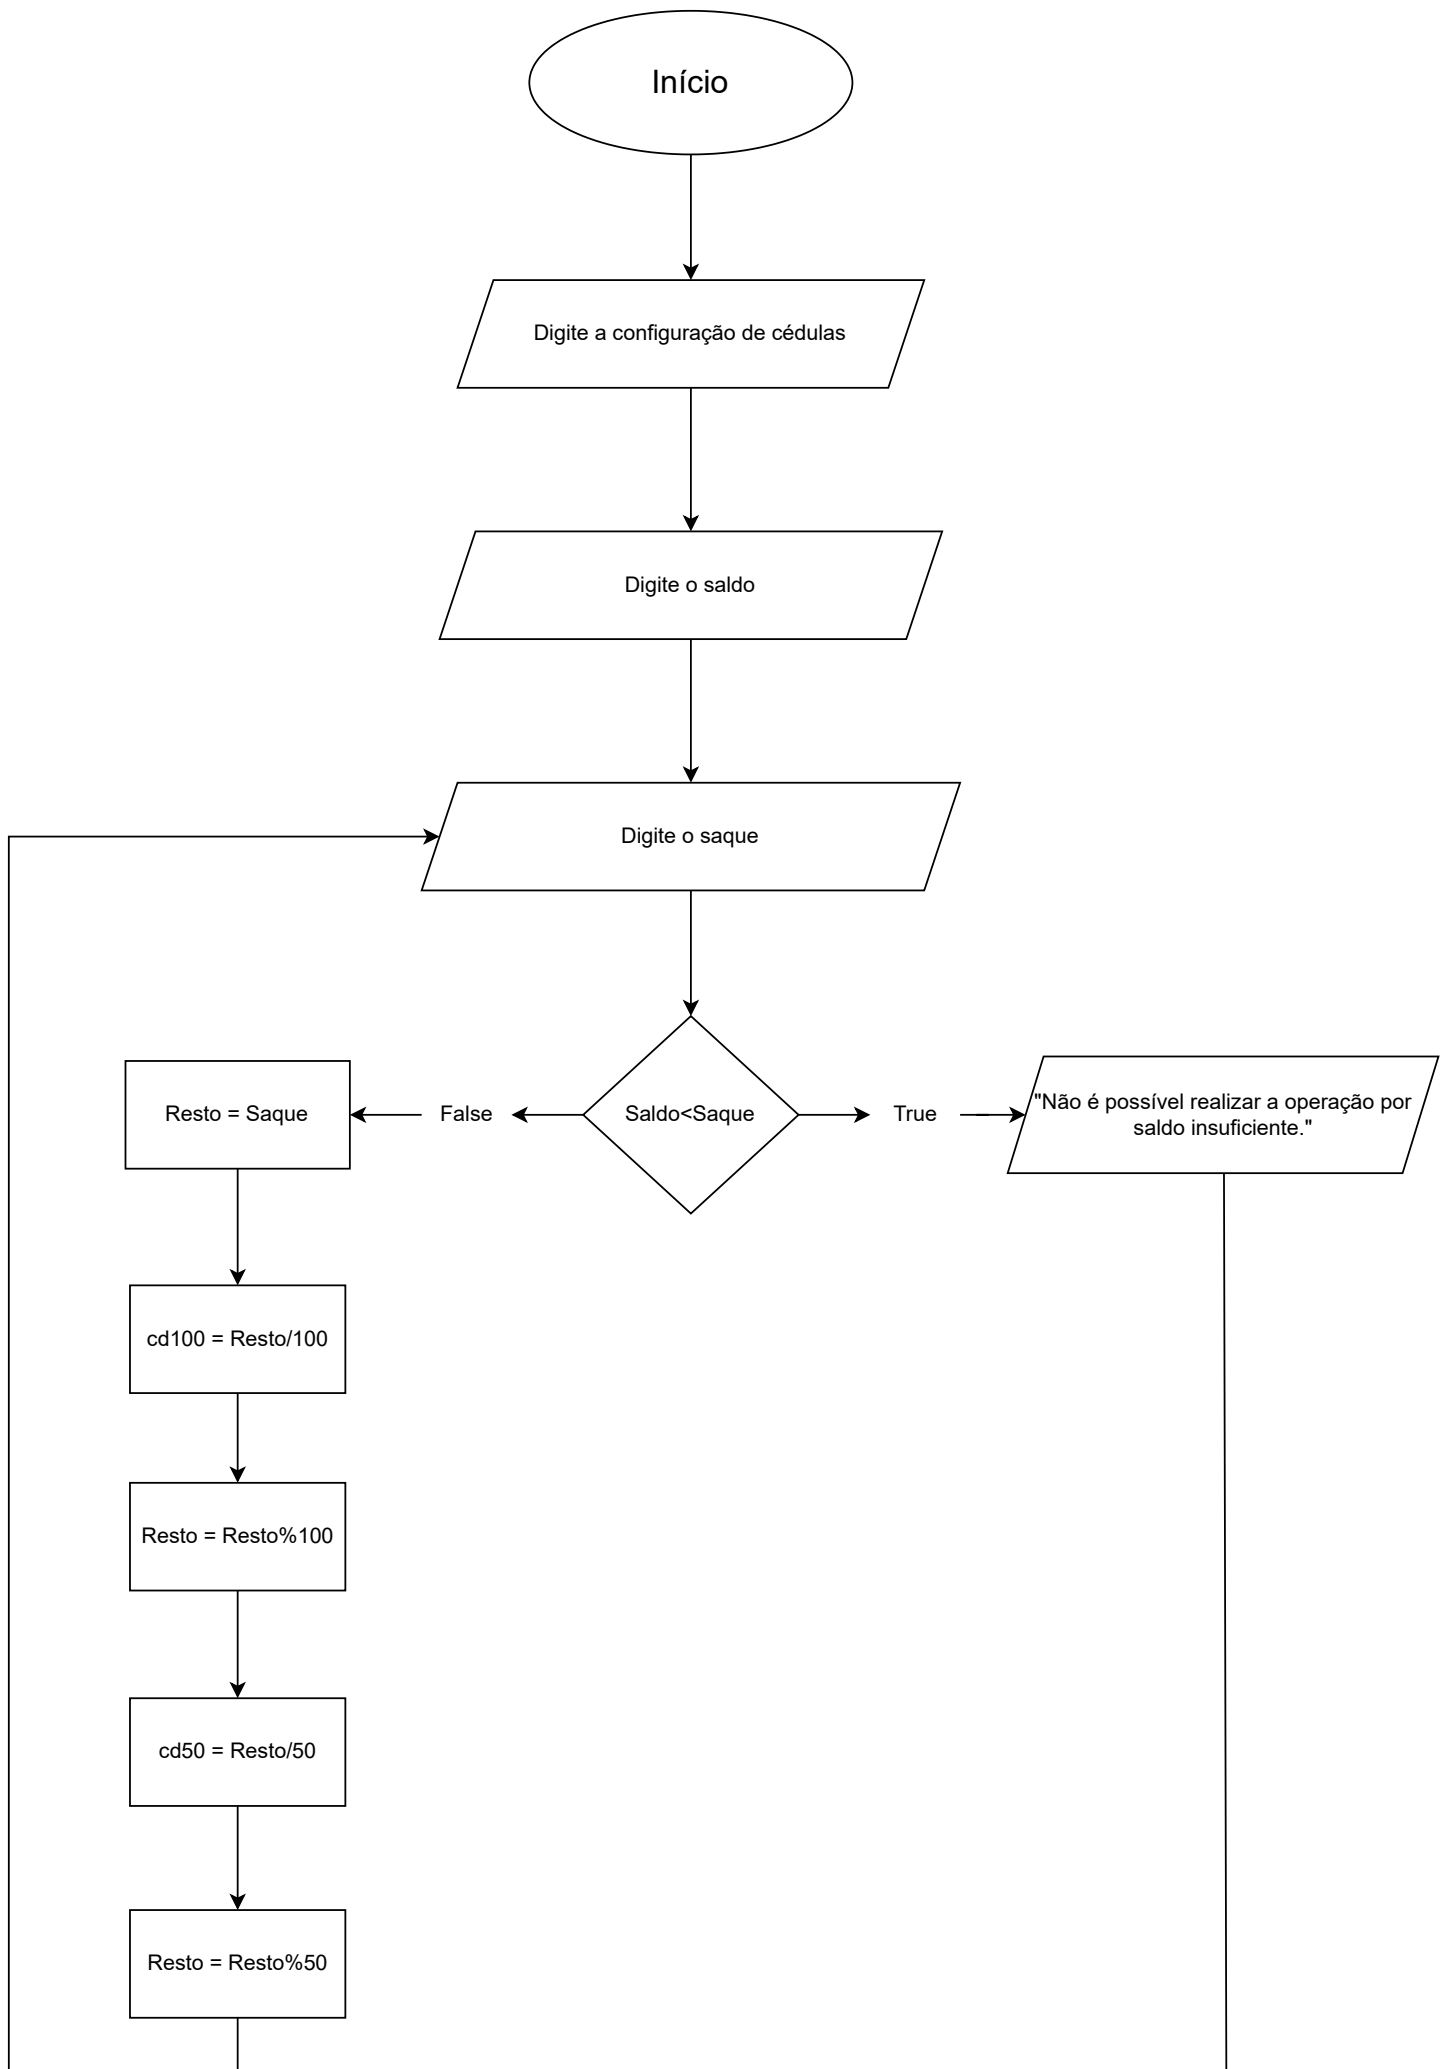 Início
Digite a configuração de cédulas
Digite o saldo
Digite o saque
Resto = Saque
False
Saldo<Saque
True
"Não é possível realizar a operação por
saldo insuficiente."
cd100 = Resto/100
Resto = Resto%100
cd50 = Resto/50
Resto = Resto%50